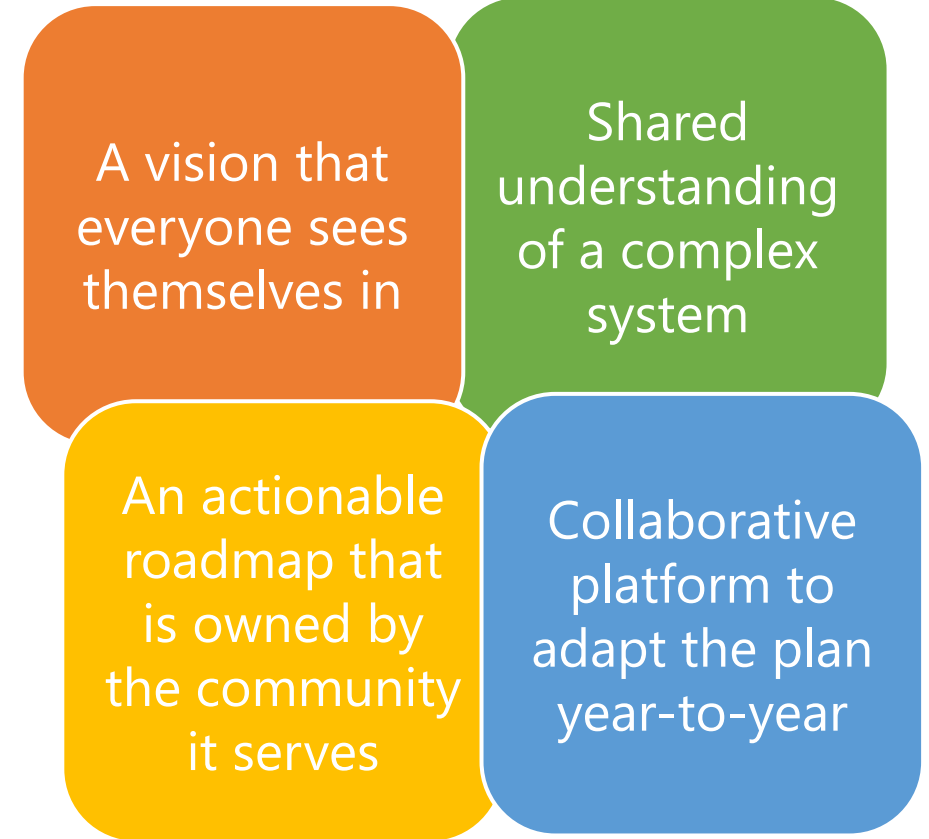 A vision that
everyone sees
themselves in
Shared
understanding
of a complex
system
An actionable
roadmap that
is owned by
the community
it serves
Collaborative
platform to
adapt the plan
year-to-year